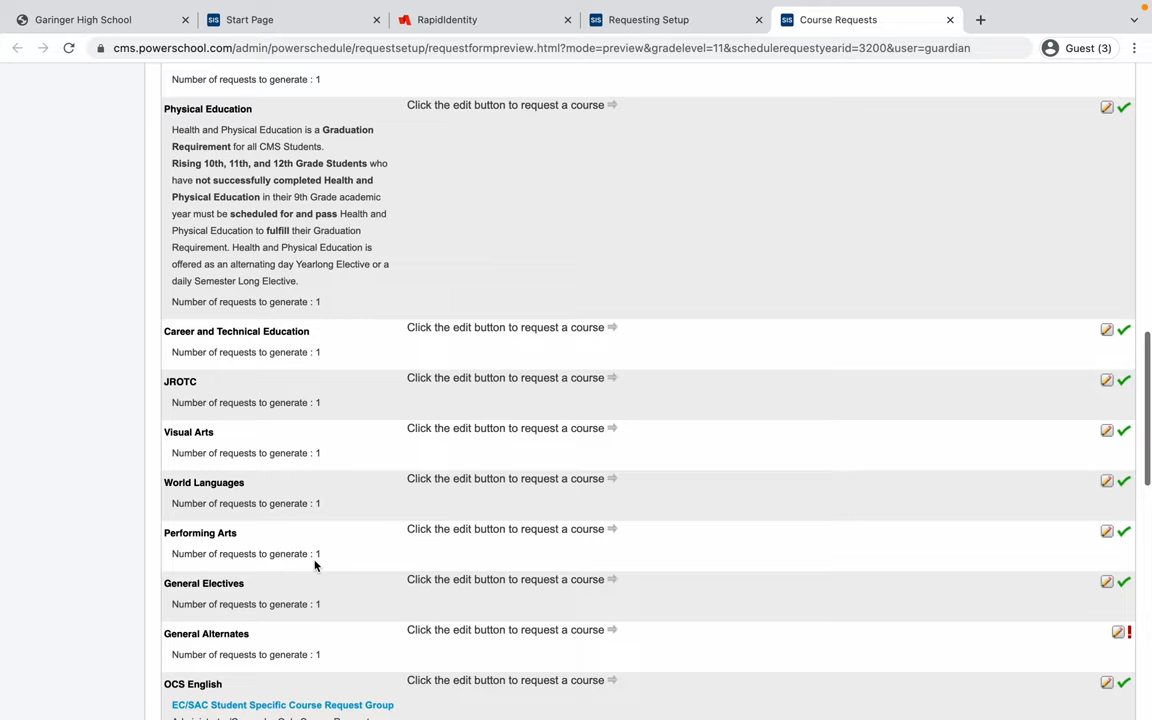 Garinger High School
Start Page
RapidIdentity
Requesting Setup
Course Requests
cms.powerschool.com/admin/powerschedule/requestsetup/requestformpreview.html?mode=preview&gradelevel=11&schedulerequestyearid=3200&user=guardian
Guest (3)
Number of requests to generate : 1
Physical Education
Click the edit button to request a course
Health and Physical Education is a Graduation
Requirement for all CMS Students.
Rising 10th, 11th, and 12th Grade Students who
have not successfully completed Health and
Physical Education in their 9th Grade academic
year must be scheduled for and pass Health and
Physical Education to fulfill their Graduation
Requirement. Health and Physical Education is
offered as an alternating day Yearlong Elective or a
daily Semester Long Elective.
Number of requests to generate : 1
Career and Technical Education
Click the edit button to request a course
Number of requests to generate : 1
JROTC
Click the edit button to request a course
Number of requests to generate : 1
Visual Arts
Click the edit button to request a course
Number of requests to generate : 1
World Languages
Click the edit button to request a course
Number of requests to generate : 1
Performing Arts
Click the edit button to request a course
Number of requests to generate : 1
General Electives
Click the edit button to request a course
Number of requests to generate : 1
General Alternates
Click the edit button to request a course
Number of requests to generate : 1
OCS English
Click the edit button to request a course
EC/SAC Student Specific Course Request Group